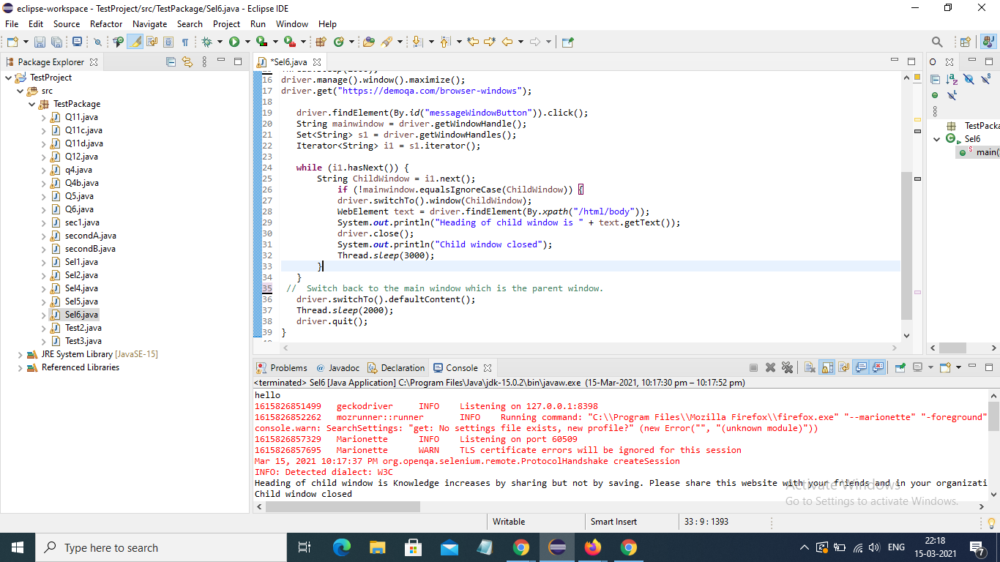 eclipse-workspace - TestProject/src/TestPackage/Sel6.java - Eclipse IDE
File Edit Source Refactor Navigate Search Project Run Window Help
Package Explorer
TestProject
src
TestPackage
Q11.java
Q11c.java
Q11d.java
Q12.java
q4.java
Q4b.java
Q5.java
Q6.java
sec1.java
secondA.java
secondB.java
Sel1.java
Sel2.java
Sel4.java
Sel5.java
Sel6.java
Test2.java
Test3.java
JRE System Library [JavaSE-15]
Referenced Libraries
*Sel6.java
16 driver.manage().window().maximize();
17 driver.get("https://demoqa.com/browser-windows");
18
19 driver.findElement(By.id("messageWindowButton")).click();
20 String mainwindow = driver.getWindowHandle();
21 Set<String> s1 = driver.getWindowHandles();
22 Iterator<String> i1 = s1.iterator();
23
24 while (i1.hasNext()) {
25 String ChildWindow = i1.next();
26 if (!mainwindow.equalsIgnoreCase(ChildWindow)) {
27 driver.switchTo().window(ChildWindow);
28 WebElement text = driver.findElement(By.xpath("/html/body"));
29 System.out.println("Heading of child window is " + text.getText());
30 driver.close();
31 System.out.println("Child window closed");
32 Thread.sleep(3000);
33 }
34 }
35 // Switch back to the main window which is the parent window.
36 driver.switchTo().defaultContent();
37 Thread.sleep(2000);
38 driver.quit();
39 }
O
TestPacka
Sel6
main(
Problems @ Javadoc Declaration Console
<terminated> Sel6 [Java Application] C:\Program Files\Java\jdk-15.0.2\bin\javaw.exe (15-Mar-2021, 10:17:30 pm – 10:17:52 pm)
hello
1615826851499 geckodriver INFO Listening on 127.0.0.1:8398
1615826852262 mozrunner::runner INFO Running command: "C:\\Program Files\\Mozilla Firefox\\firefox.exe" "--marionette" "-foreground"
console.warn: SearchSettings: "get: No settings file exists, new profile?" (new Error("", "(unknown module)"))
1615826857329 Marionette INFO Listening on port 60509
1615826857695 Marionette WARN TLS certificate errors will be ignored for this session
Mar 15, 2021 10:17:37 PM org.openqa.selenium.remote.ProtocolHandshake createSession
INFO: Detected dialect: W3C
Heading of child window is Knowledge increases by sharing but not by saving. Please share this website with your friends and in your organizati
Child window closed
Activate Windows
Go to Settings to activate Windows.
Writable Smart Insert 33 : 9 : 1393
Type here to search
ENG
22:18
15-03-2021
7